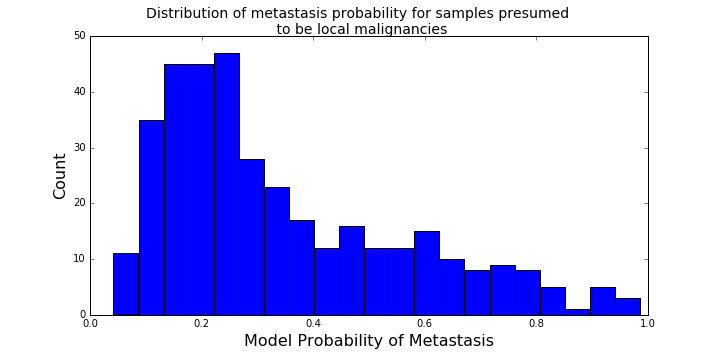 Distribution of metastasis probability for samples presumed
to be local malignancies
50
40
30
20
10
0
Count
0.0 0.2 0.4 0.6 0.8 1.0
Model Probability of Metastasis